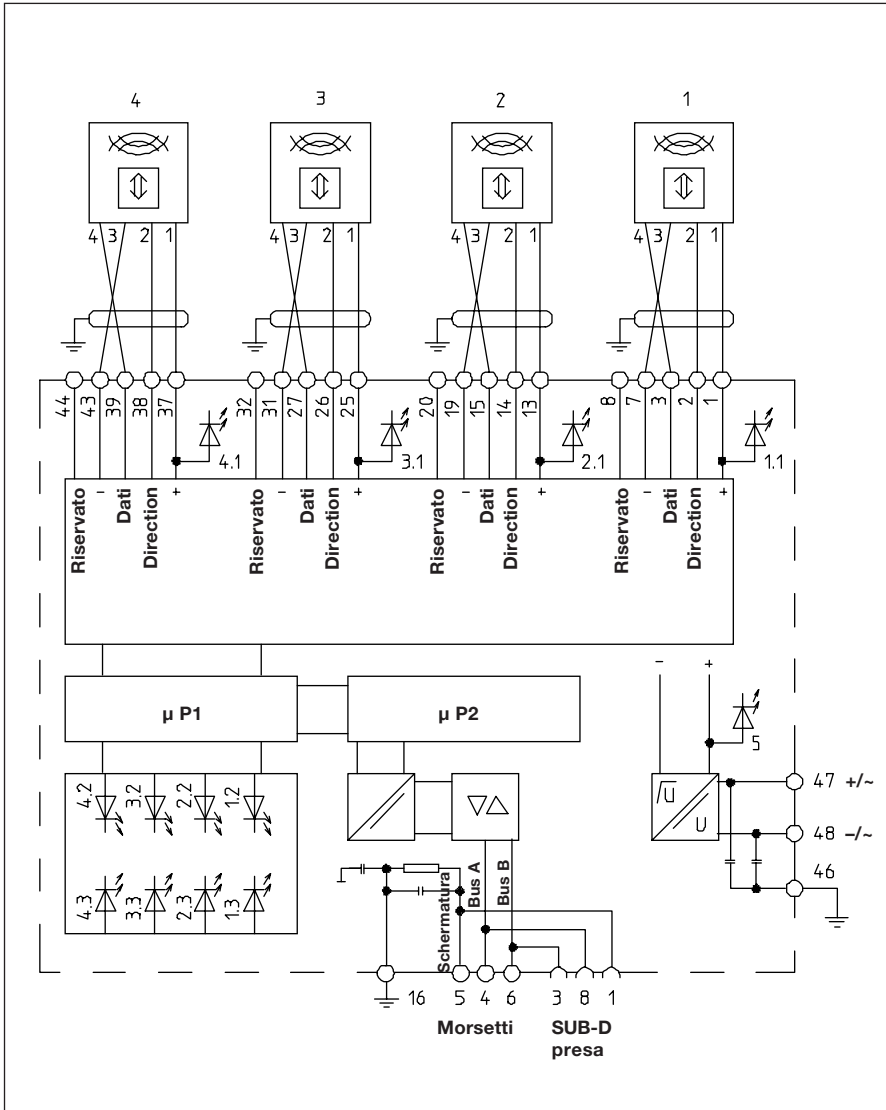 4 3 2 1
4 3 2 1 4 3 2 1 4 3 2 1 4 3 2 1
44 43 39 38 37 32 31 27 26 25 20 19 15 14 13 8 7 3 2 1
4.1 3.1 2.1 1.1
Riservato – Dati Direction + Riservato – Dati Direction + Riservato – Dati Direction + Riservato – Dati Direction +
– +
µ P1 µ P2
5
4.2 3.2 2.2 1.2
U
U
47 +/~
48 –/~
46
4.3 3.3 2.3 1.3
Schermatura Bus A Bus B
16 5 4 6 3 8 1
Morsetti SUB-D
presa